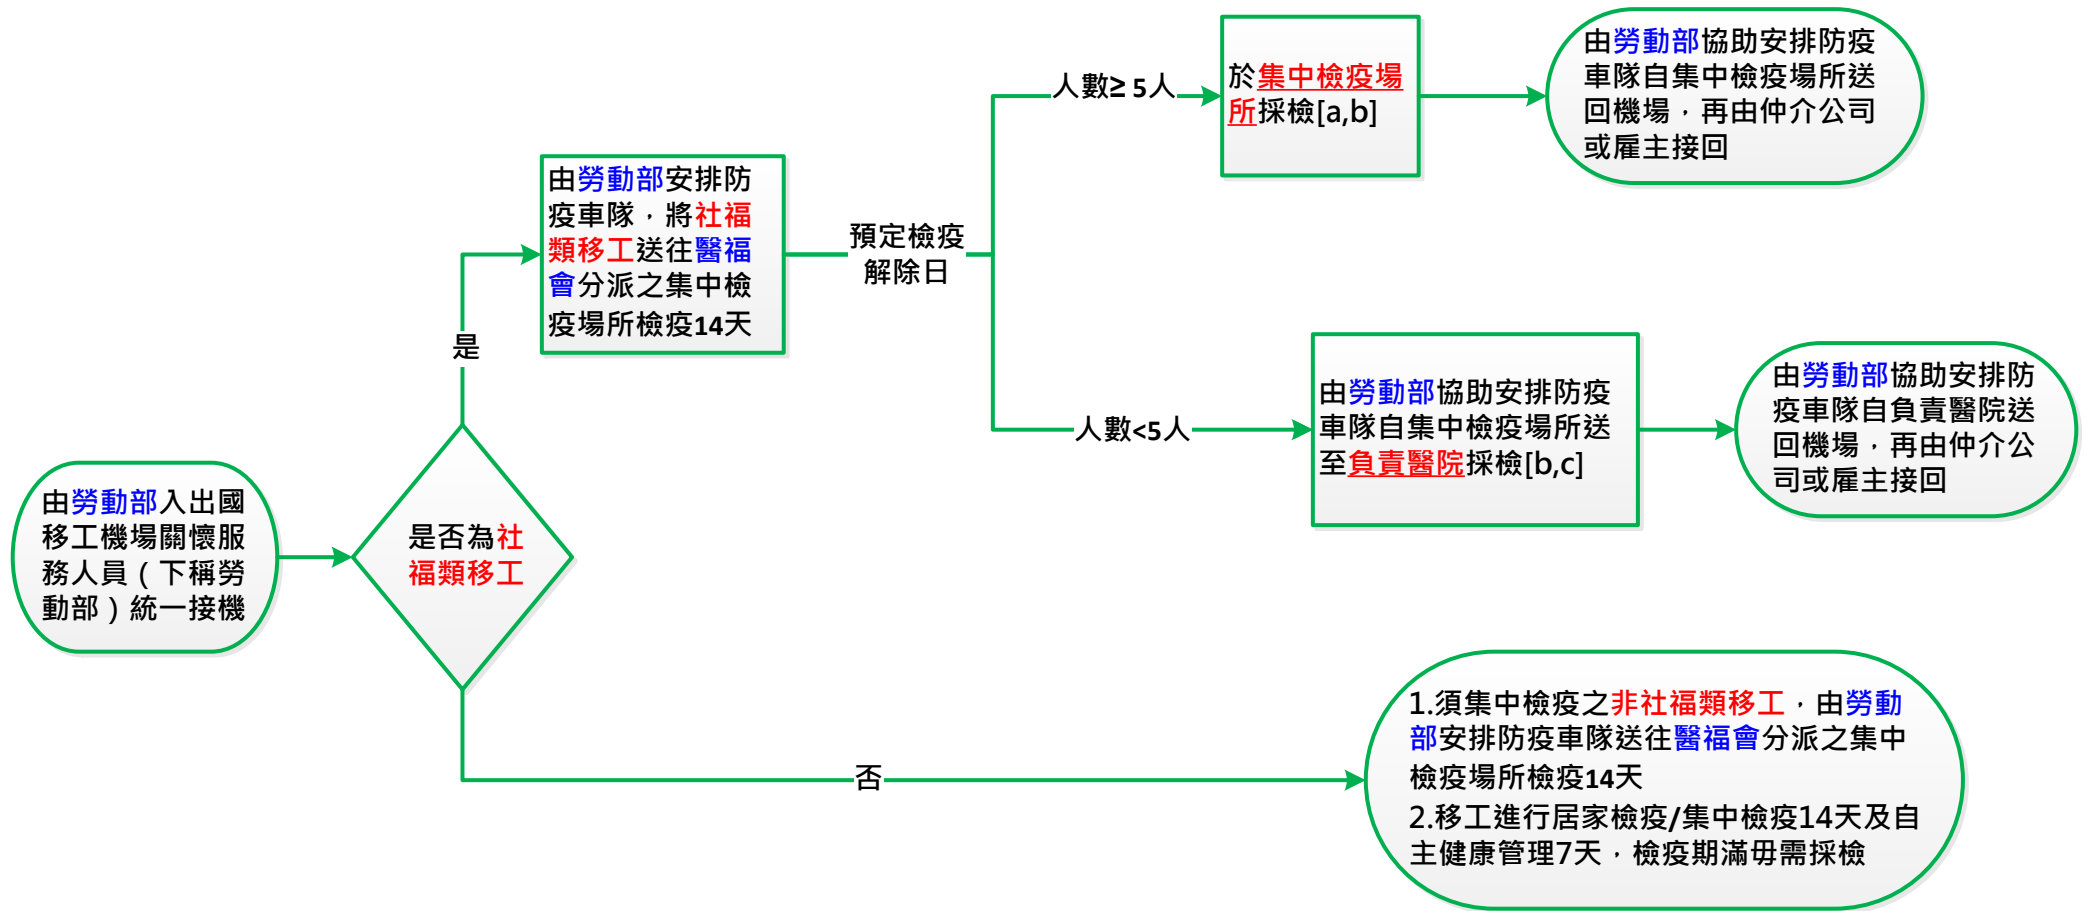 由勞動部入出國
移工機場關懷服
務人員（下稱勞
動部）統一接機
是否為社
福類移工
是
由勞動部安排防
疫車隊，將社福
類移工送往醫福
會分派之集中檢
疫場所檢疫14天
預定檢疫
解除日
人數≥ 5人
於集中檢疫場
所採檢[a,b]
由勞動部協助安排防疫
車隊自集中檢疫場所送
回機場，再由仲介公司
或雇主接回
人數<5人
由勞動部協助安排防疫
車隊自集中檢疫場所送
至負責醫院採檢[b,c]
由勞動部協助安排防
疫車隊自負責醫院送
回機場，再由仲介公
司或雇主接回
否
1.須集中檢疫之非社福類移工，由勞動
部安排防疫車隊送往醫福會分派之集中
檢疫場所檢疫14天
2.移工進行居家檢疫/集中檢疫14天及自
主健康管理7天，檢疫期滿毋需採檢